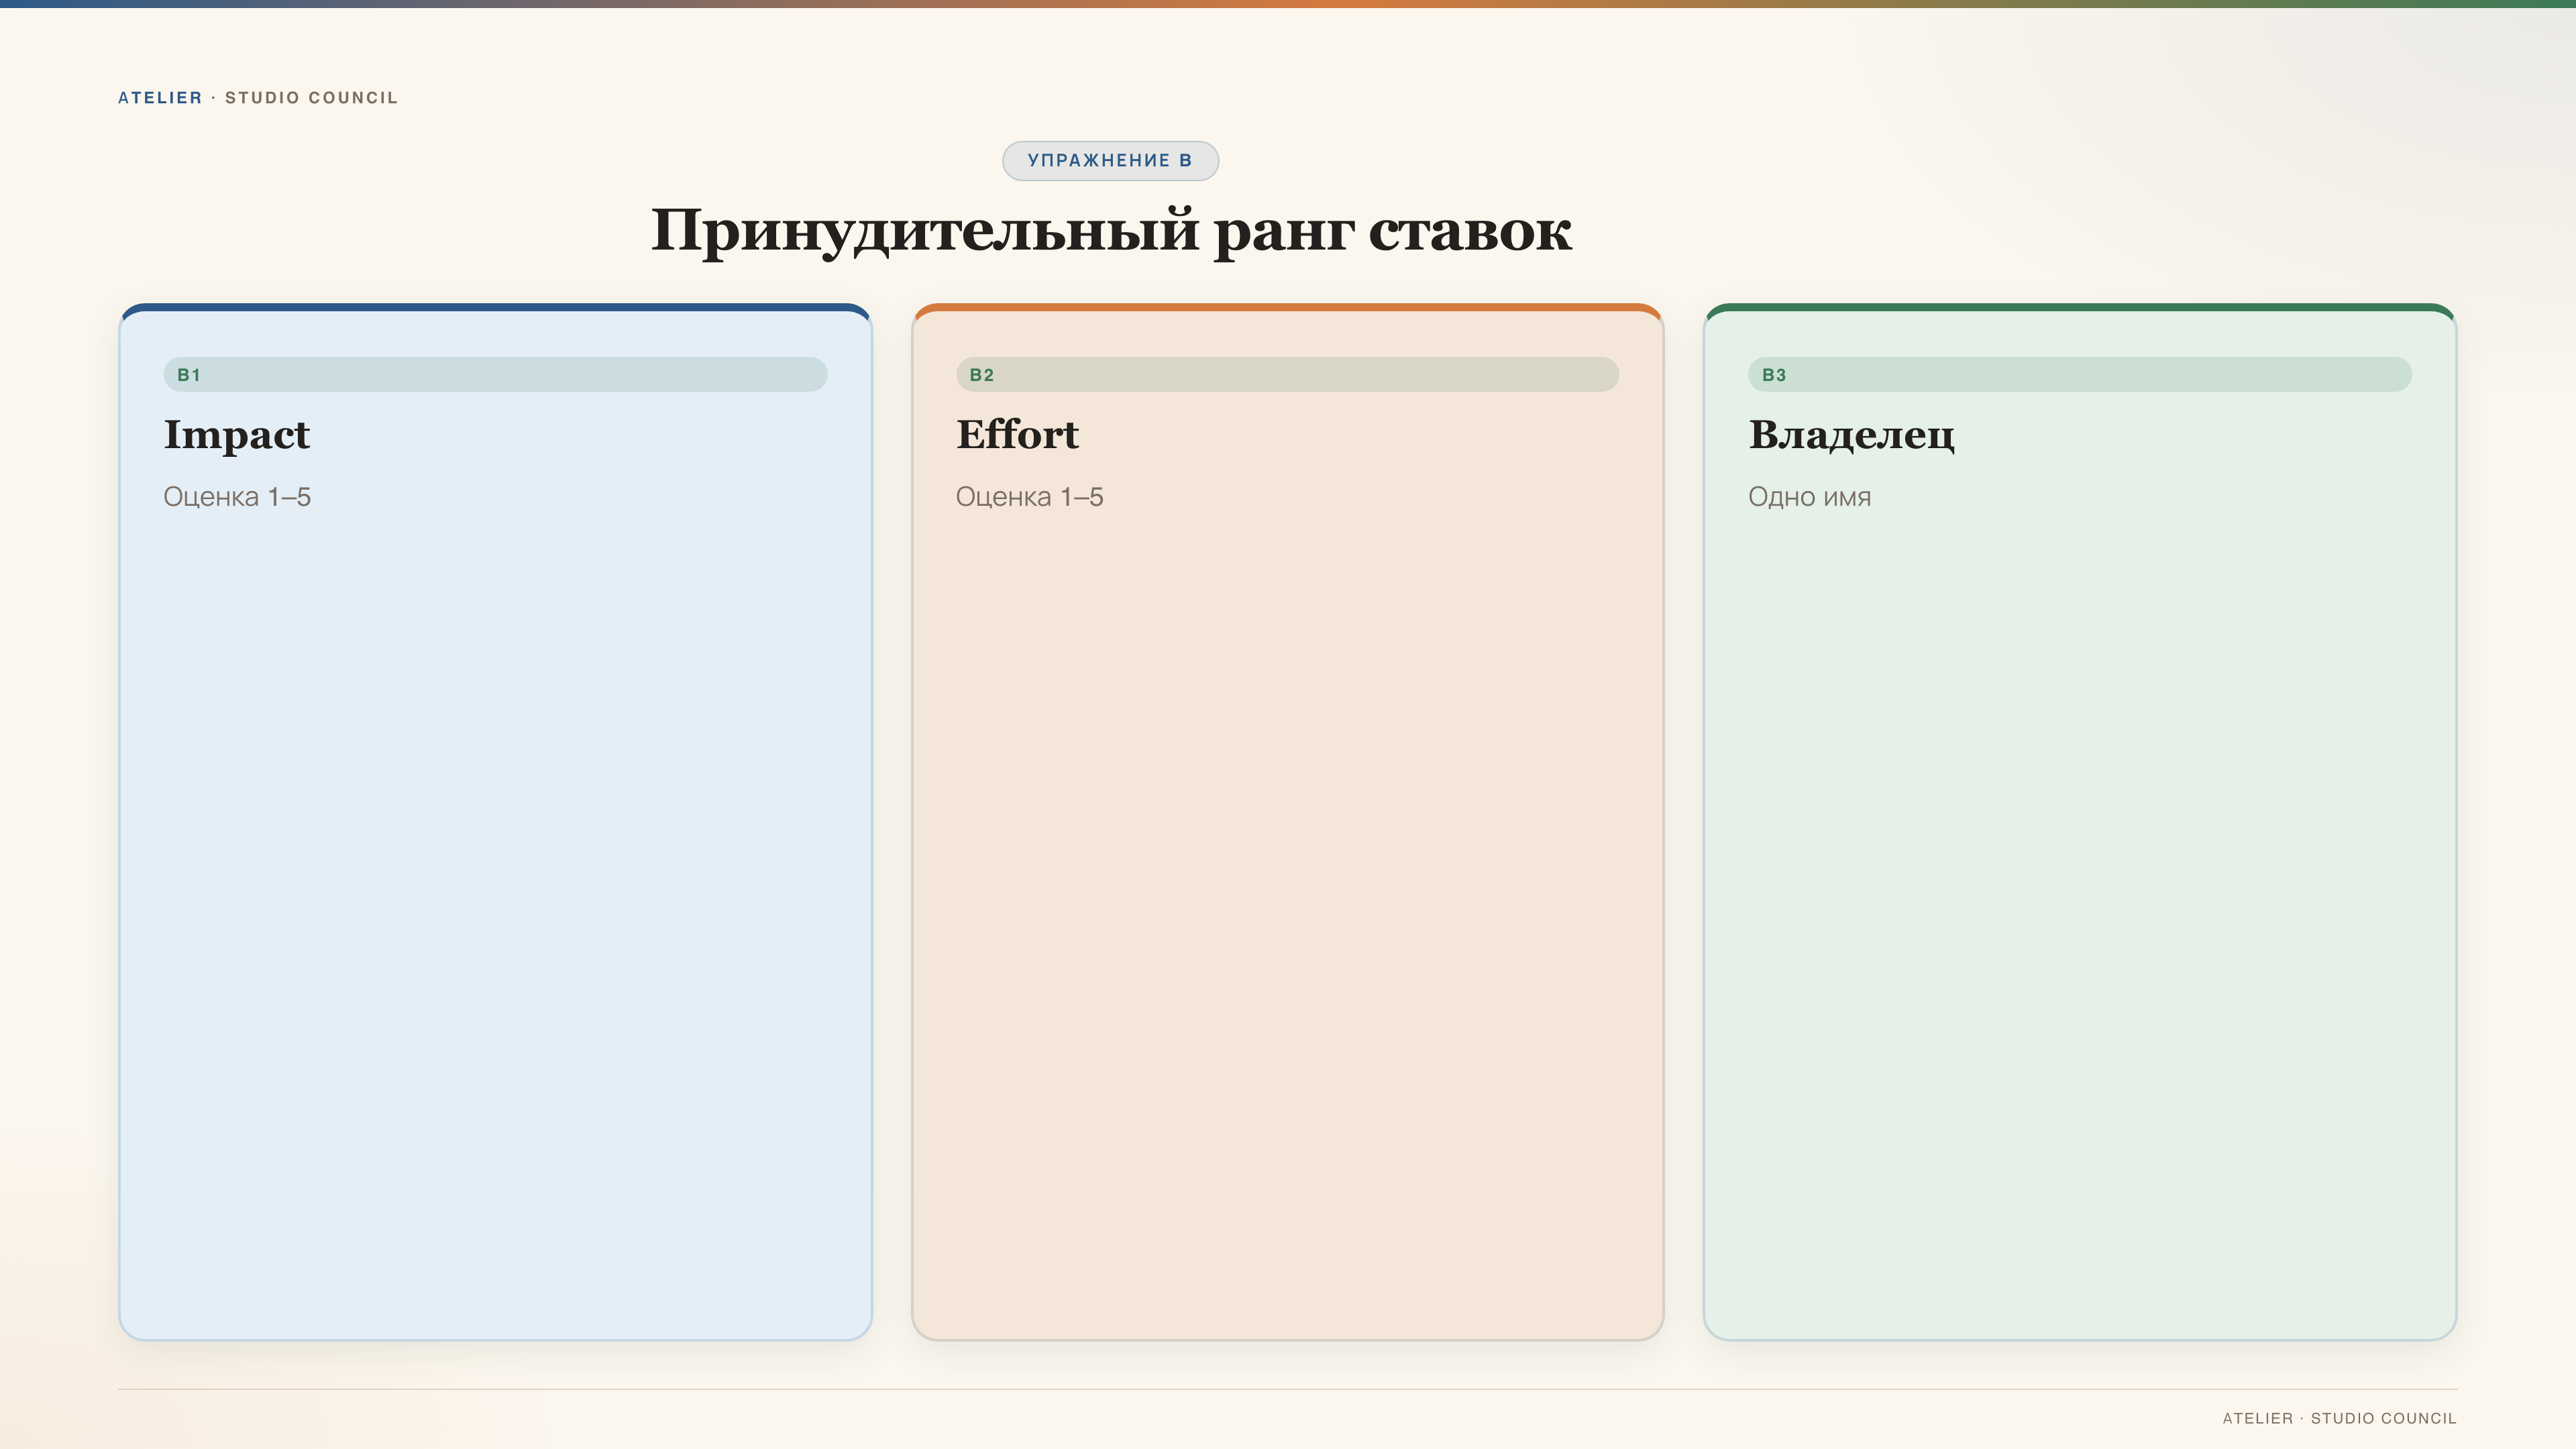 ATELIER · STUDIO COUNCIL
УПРАЖНЕНИЕ B
Принудительный ранг ставок
B1
Impact
Оценка 1–5
B2
Effort
Оценка 1–5
B3
Владелец
Одно имя
ATELIER · STUDIO COUNCIL